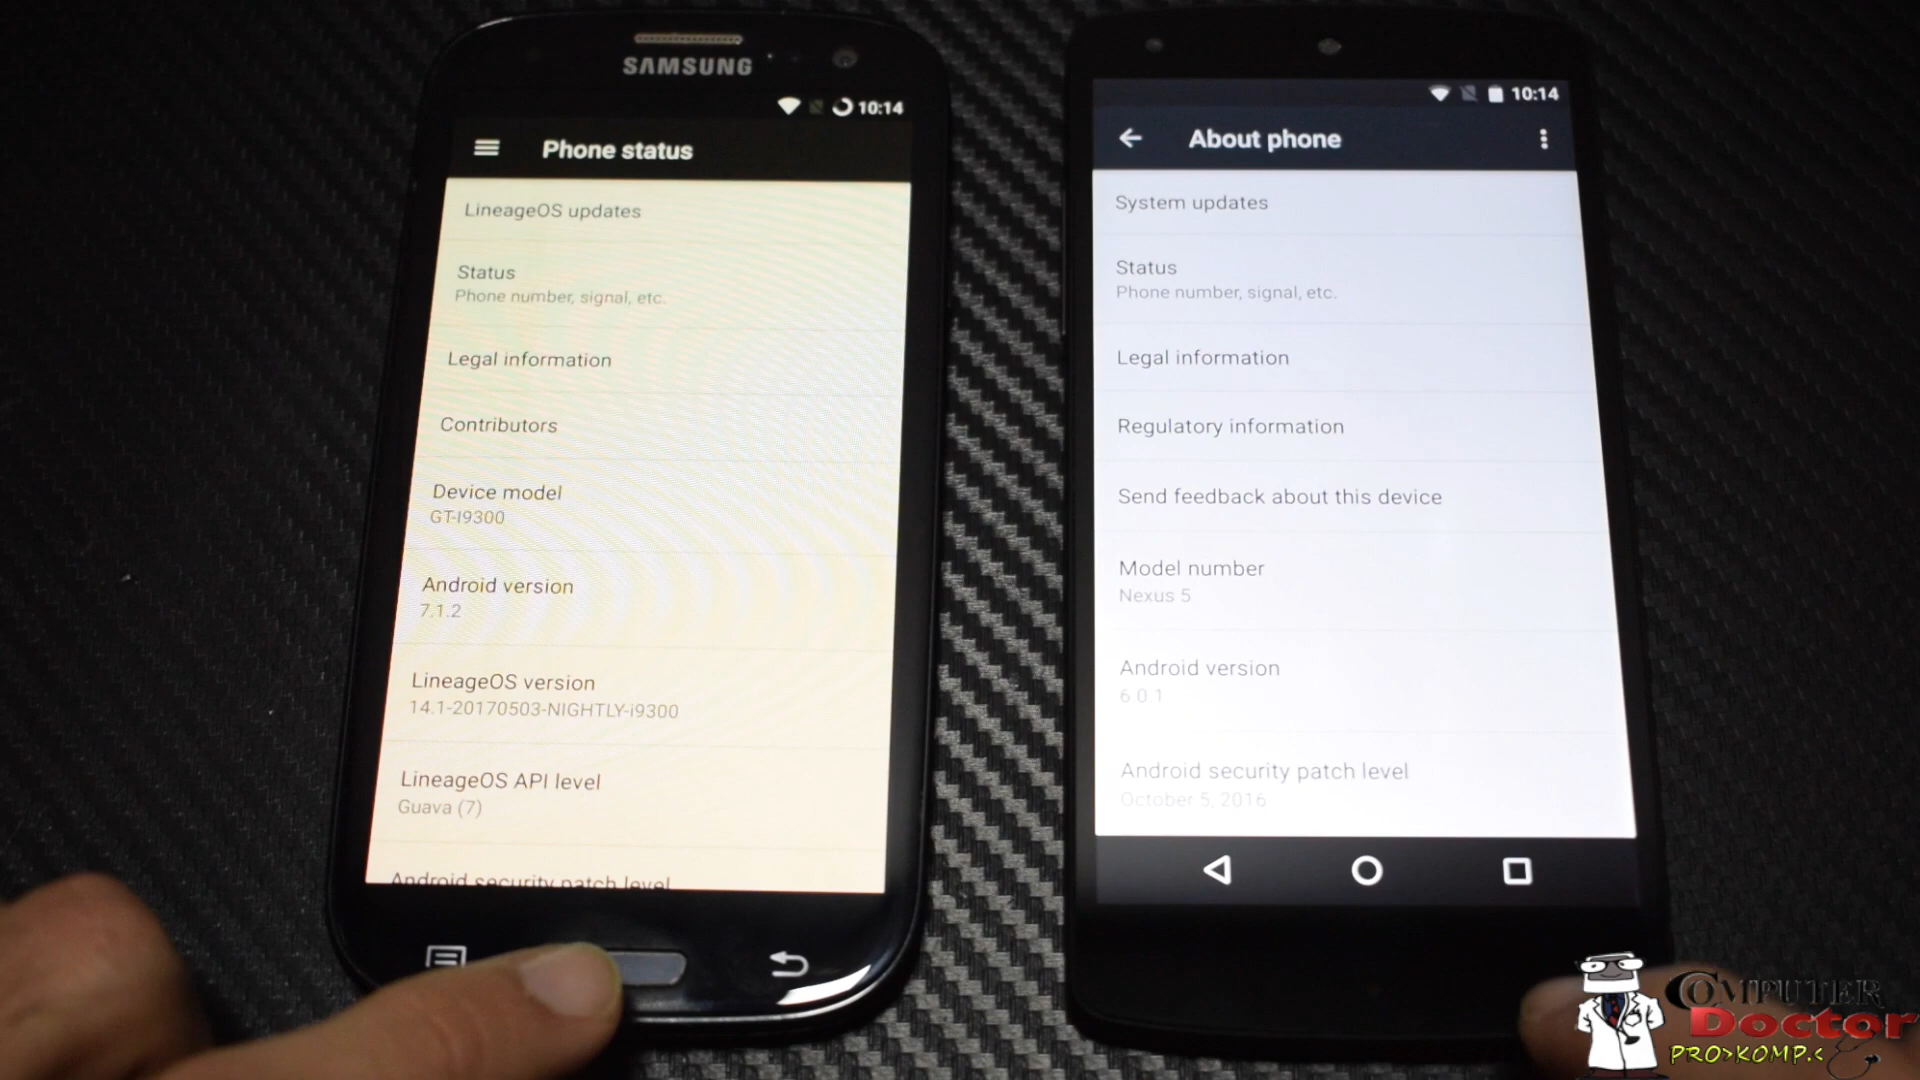 SAMSUNG
10:14
Phone status
LineageOS updates
Status
Phone number, signal, etc.
Legal information
Contributors
Device model
GT-I9300
Android version
7.1.2
LineageOS version
14.1-20170503-NIGHTLY-i9300
LineageOS API level
Guava (7)
Android security patch level
10:14
About phone
System updates
Status
Phone number, signal, etc.
Legal information
Regulatory information
Send feedback about this device
Model number
Nexus 5
Android version
6.0.1
Android security patch level
October 5, 2016
COMPUTER
Doctor
PRO>KOMP.<